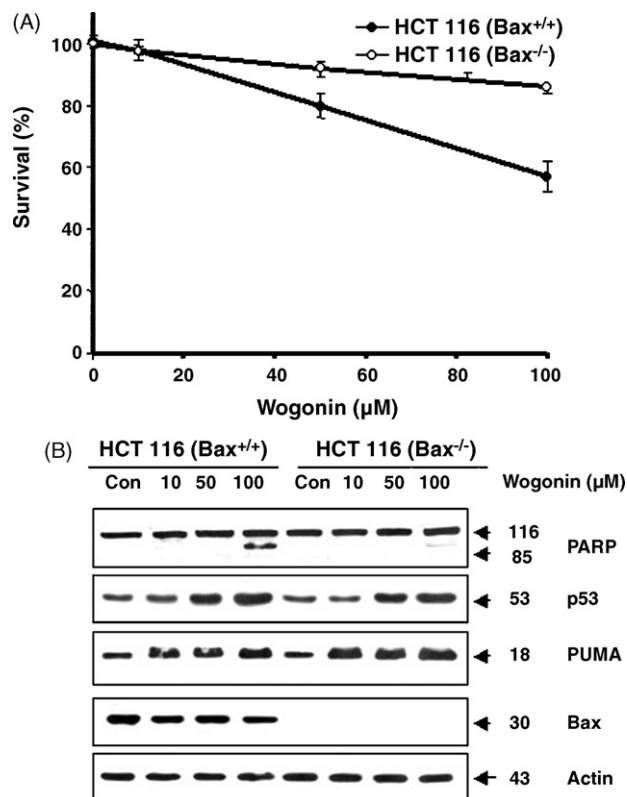 (A)
HCT 116 (Bax+/+)
HCT 116 (Bax-/-)
100
80
60
40
20
0
Survival (%)
0 20 40 60 80 100
Wogonin (µM)
(B)
HCT 116 (Bax+/+) HCT 116 (Bax-/-)
Con 10 50 100 Con 10 50 100 Wogonin (µM)
116
85 PARP
53 p53
18 PUMA
30 Bax
43 Actin